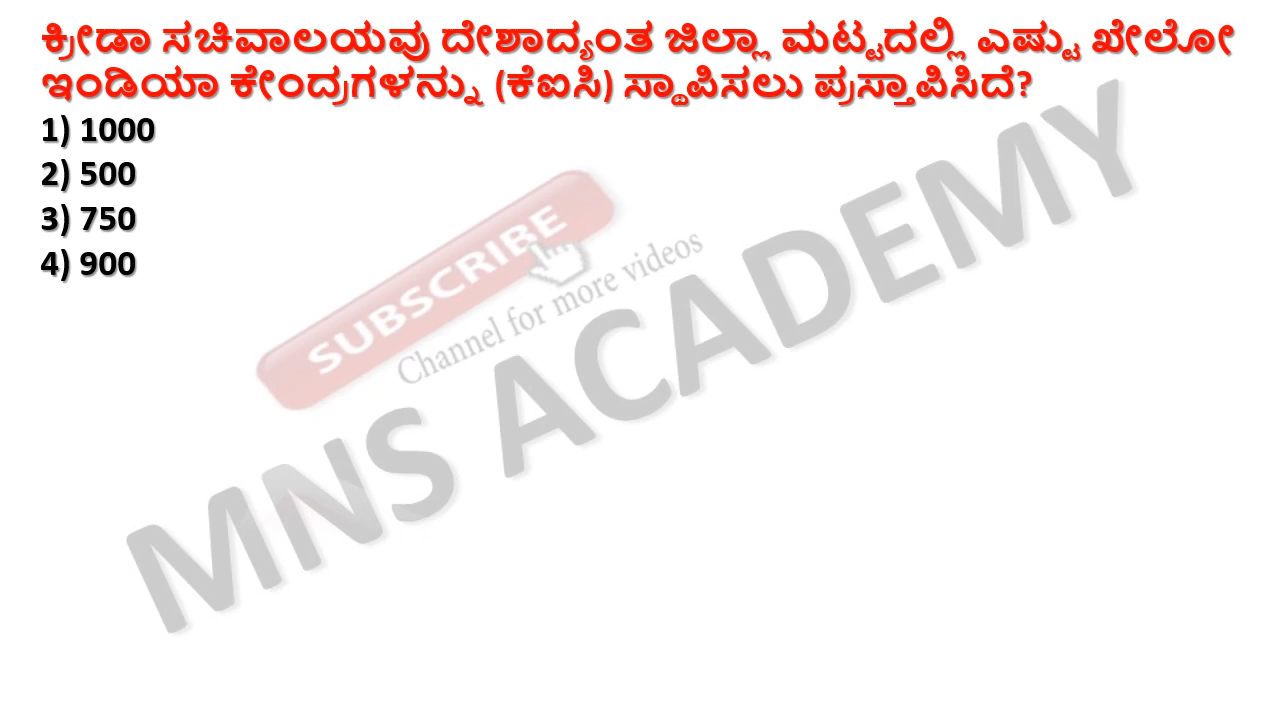 ಕ್ರೀಡಾ ಸಚಿವಾಲಯವು ದೇಶಾದ್ಯಂತ ಜಿಲ್ಲಾ ಮಟ್ಟದಲ್ಲಿ ಎಷ್ಟು ಖೇಲೋ
ಇಂಡಿಯಾ ಕೇಂದ್ರಗಳನ್ನು (ಕೆಐಸಿ) ಸ್ಥಾಪಿಸಲು ಪ್ರಸ್ತಾಪಿಸಿದೆ?
1) 1000
2) 500
3) 750
4) 900
SUBSCRIBE
Channel for more videos
MNS ACADEMY